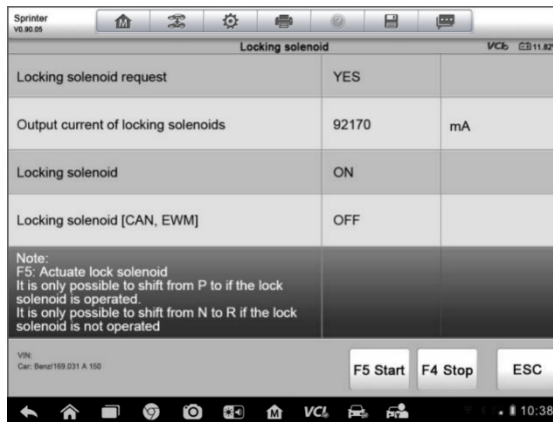 Sprinter
V0.90.05
Locking solenoid
VCI 11.82
Locking solenoid request YES
Output current of locking solenoids 92170 mA
Locking solenoid ON
Locking solenoid [CAN, EWM] OFF
Note:
F5: Actuate lock solenoid
It is only possible to shift from P to if the lock
solenoid is operated.
It is only possible to shift from N to R if the lock
solenoid is not operated
VIN:
Car: Benz/169.031 A 150
F5 Start F4 Stop ESC
VCI 10:38